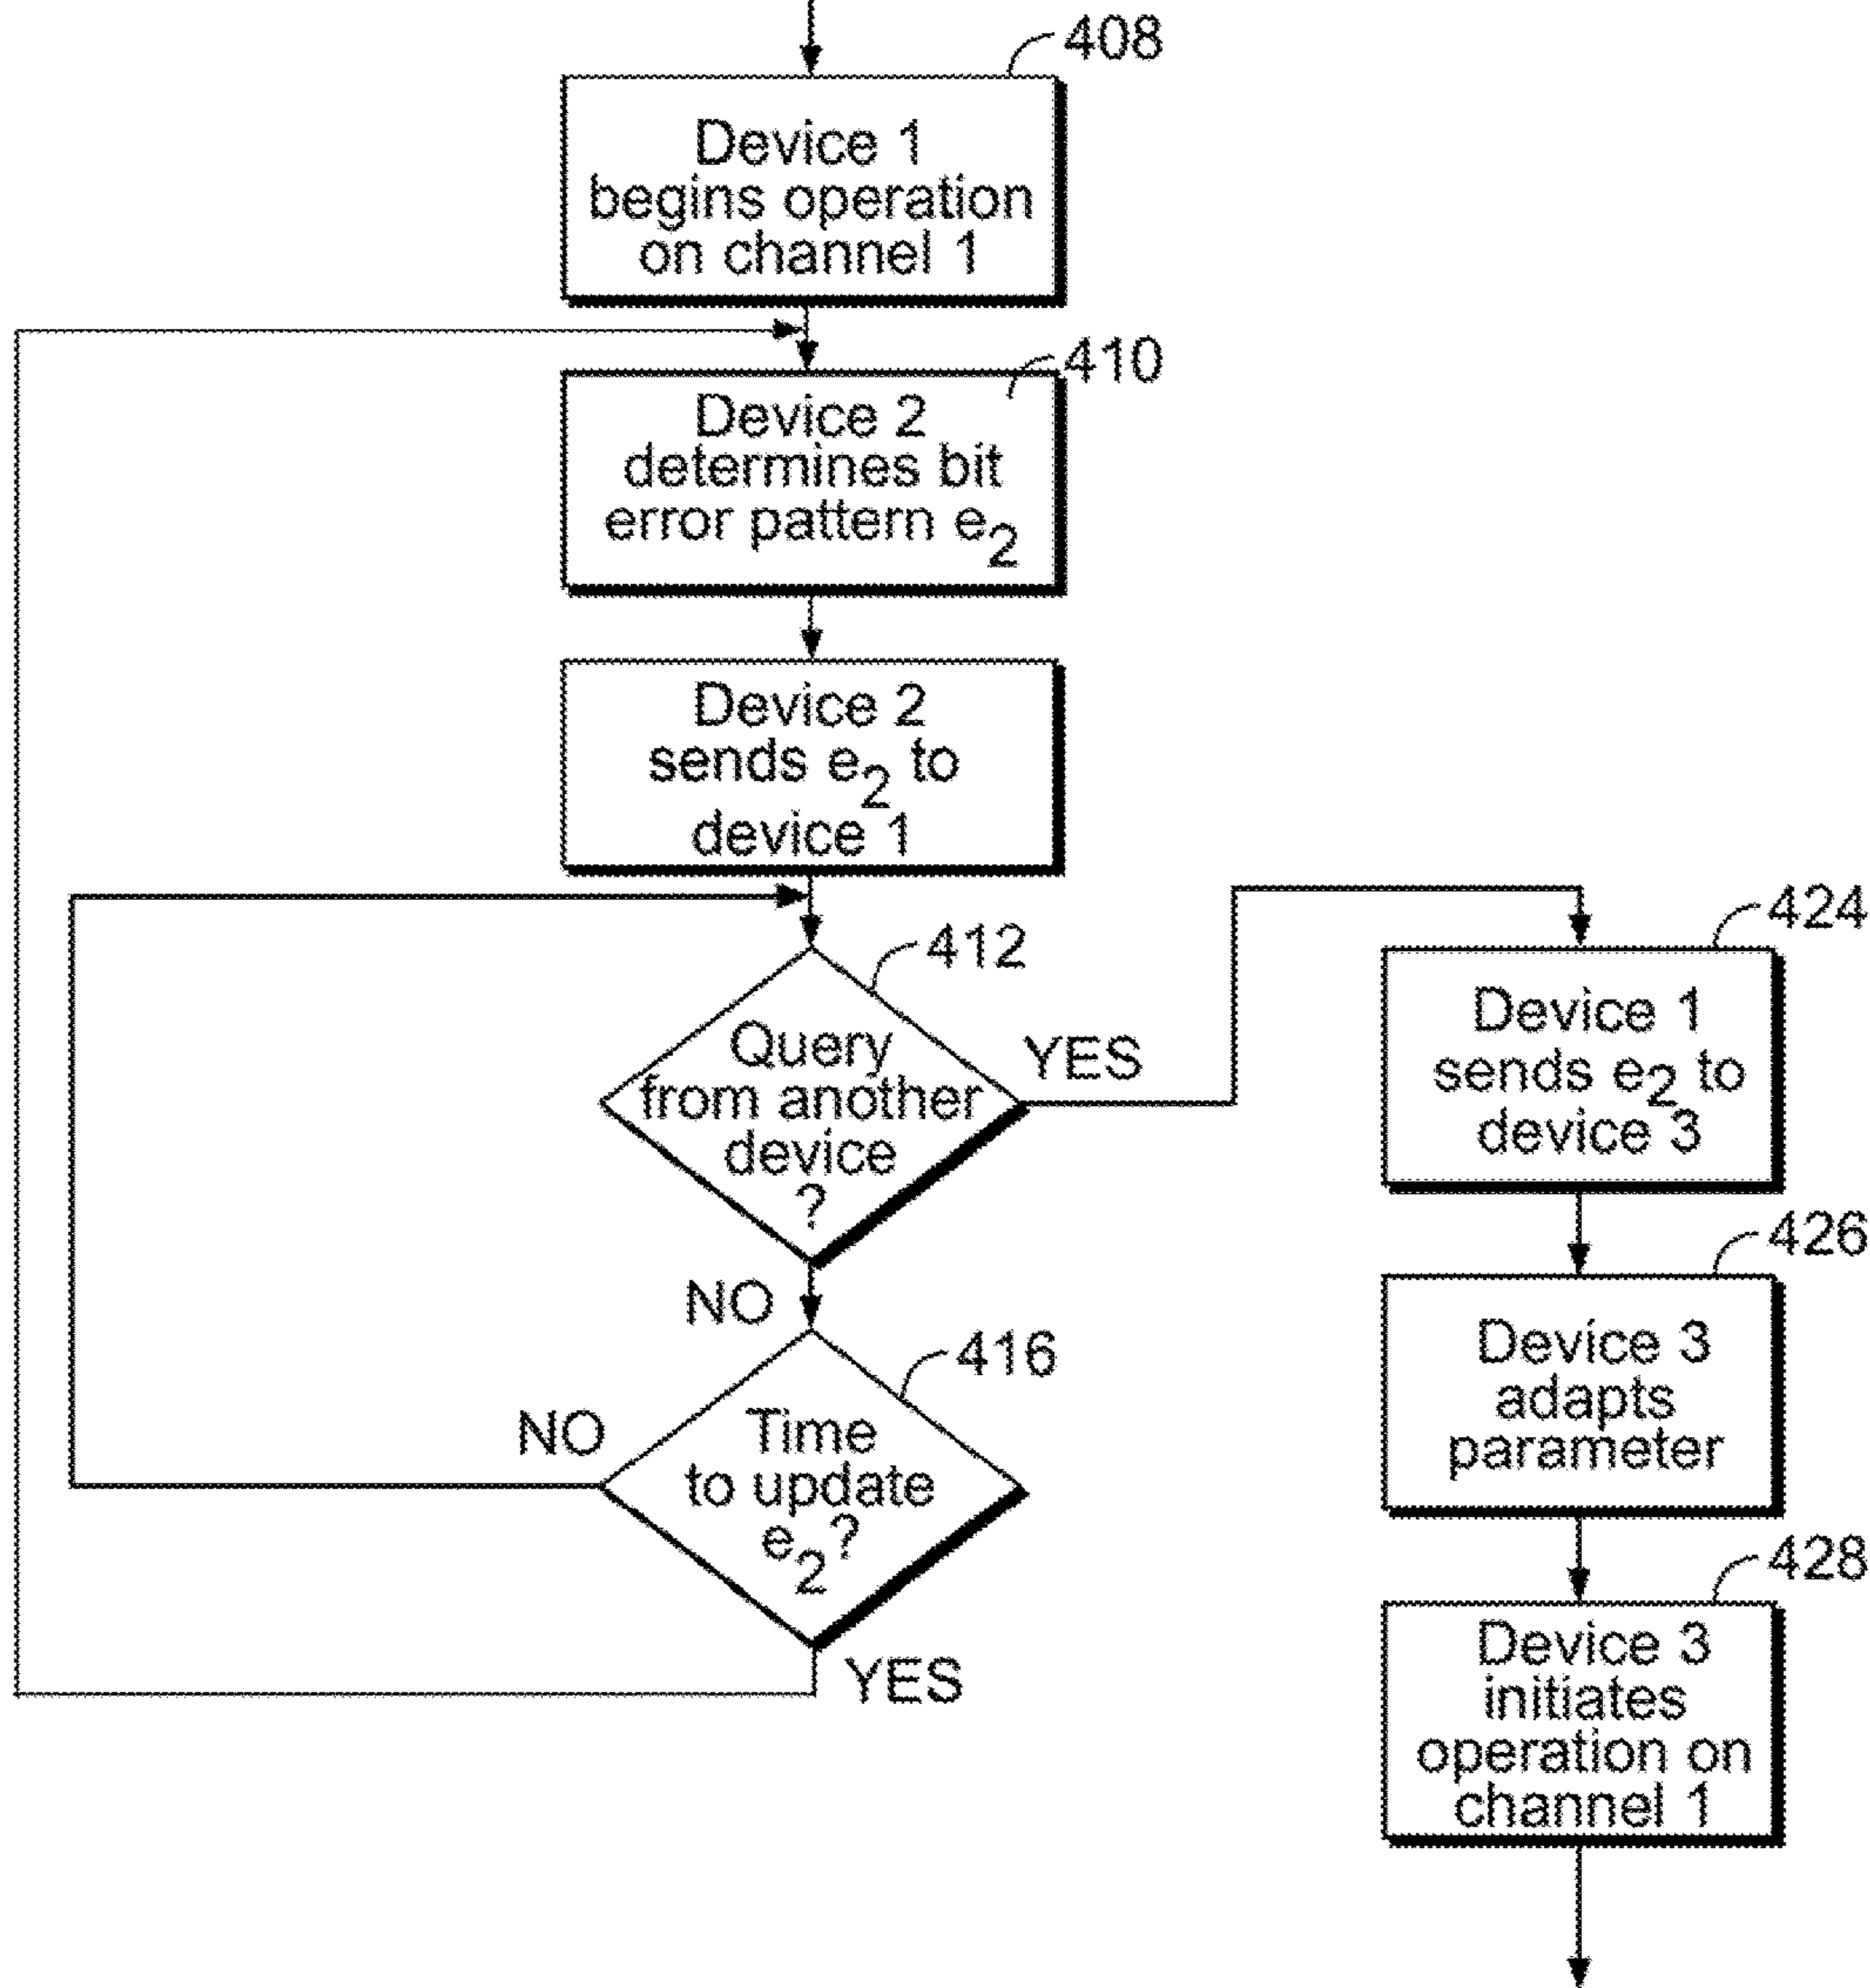 408
Device 1
begins operation
on channel 1
410
Device 2
determines bit
error pattern e2
Device 2
sends e2 to
device 1
412
Query
from another
device
?
YES
NO
416
Time
to update
e2?
NO
YES
424
Device 1
sends e2 to
device 3
426
Device 3
adapts
parameter
428
Device 3
initiates
operation on
channel 1